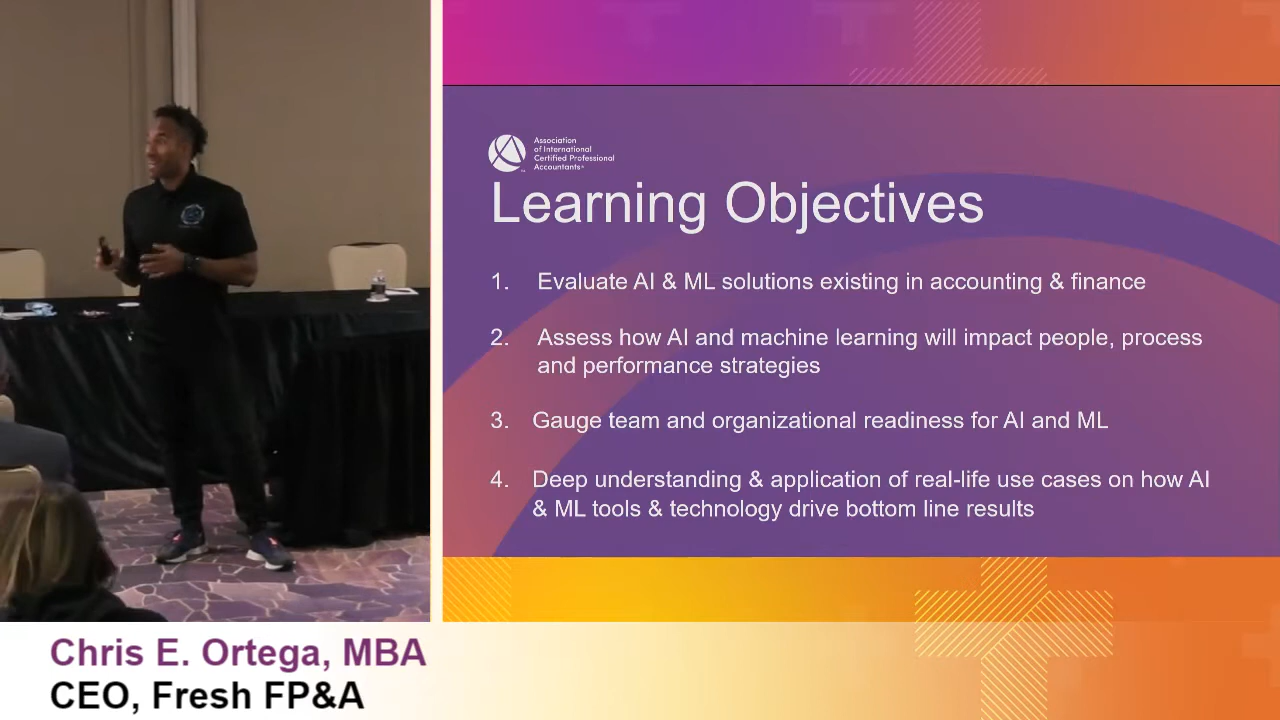 Association
of International
Certified Professional
Accountants
Learning Objectives
1. Evaluate AI & ML solutions existing in accounting & finance
2. Assess how AI and machine learning will impact people, process
and performance strategies
3. Gauge team and organizational readiness for AI and ML
4. Deep understanding & application of real-life use cases on how AI
& ML tools & technology drive bottom line results
Chris E. Ortega, MBA
CEO, Fresh FP&A